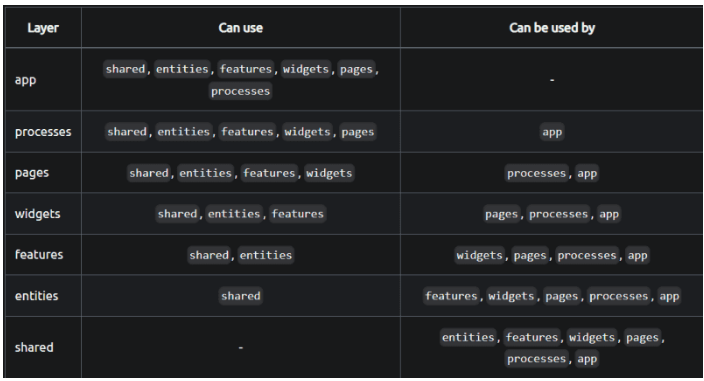 Layer Can use Can be used by
app shared, entities, features, widgets, pages, processes -
processes shared, entities, features, widgets, pages app
pages shared, entities, features, widgets processes, app
widgets shared, entities, features pages, processes, app
features shared, entities widgets, pages, processes, app
entities shared features, widgets, pages, processes, app
shared - entities, features, widgets, pages, processes, app